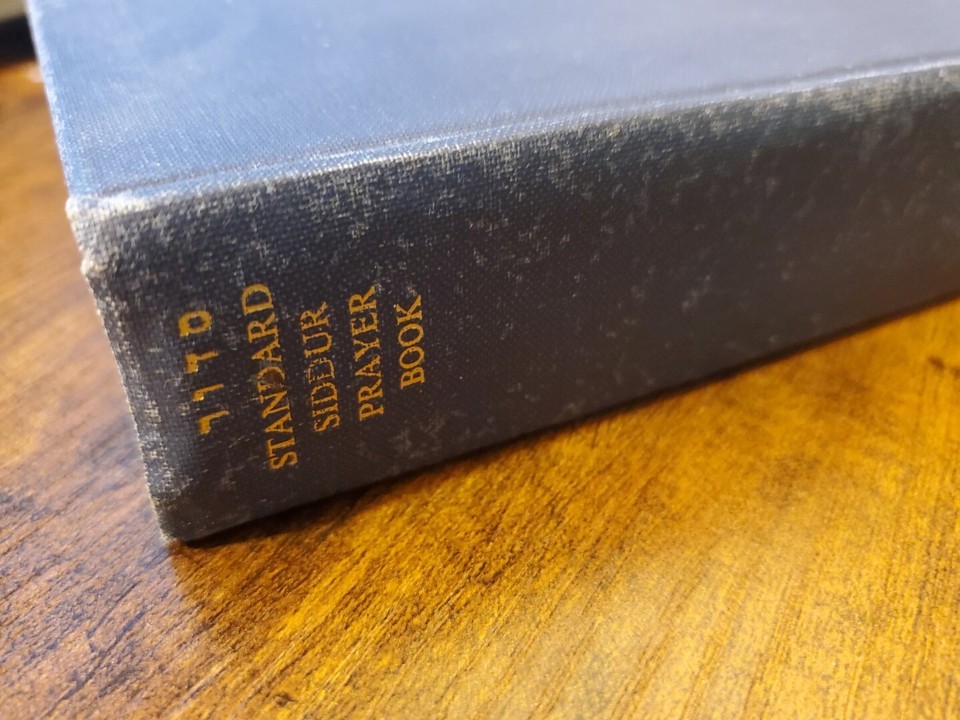 סדור
STANDARD
SIDDUR
PRAYER
BOOK